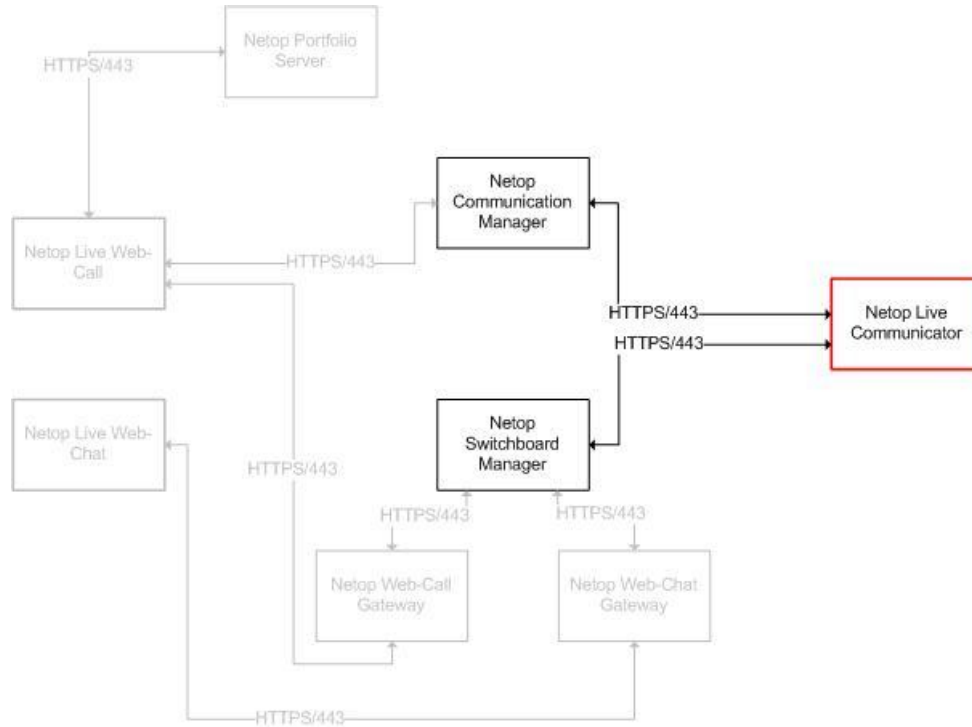 Netop Portfolio
Server
HTTPS/443
Netop
Communication
Manager
Netop Live Web-
Call
HTTPS/443
HTTPS/443
Netop Live
Communicator
HTTPS/443
Netop Live Web-
Chat
Netop
Switchboard
Manager
HTTPS/443
HTTPS/443
HTTPS/443
Netop Web-Call
Gateway
Netop Web-Chat
Gateway
HTTPS/443